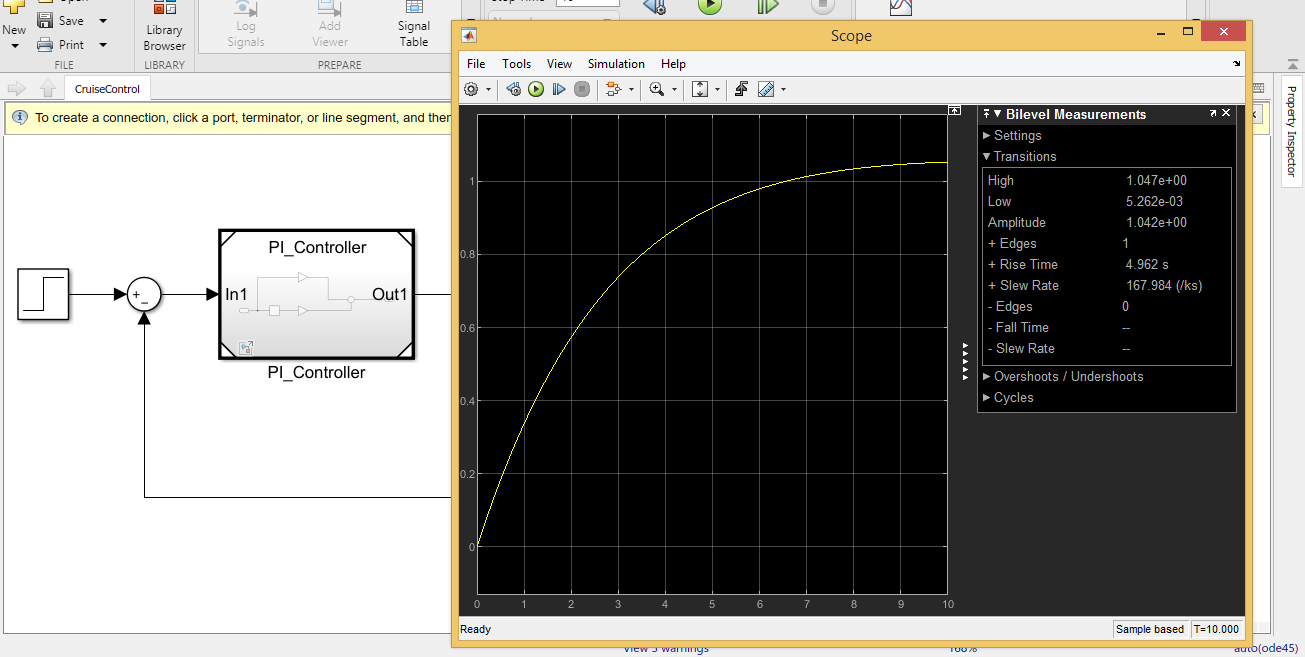 New
Open
Save
Print
FILE
Library
Browser
LIBRARY
Log
Signals
Add
Viewer
Signal
Table
PREPARE
CruiseControl
To create a connection, click a port, terminator, or line segment, and then
PI_Controller
In1
Out1
PI_Controller
+
_
Scope
File Tools View Simulation Help
1
0.8
0.6
0.4
0.2
0
0 1 2 3 4 5 6 7 8 9 10
Bilevel Measurements
Settings
Transitions
High 1.047e+00
Low 5.262e-03
Amplitude 1.042e+00
+ Edges 1
+ Rise Time 4.962 s
+ Slew Rate 167.984 (/ks)
- Edges 0
- Fall Time --
- Slew Rate --
Overshoots / Undershoots
Cycles
Ready
Sample based T=10.000
Property Inspector
View 5 warnings
168%
auto(ode45)